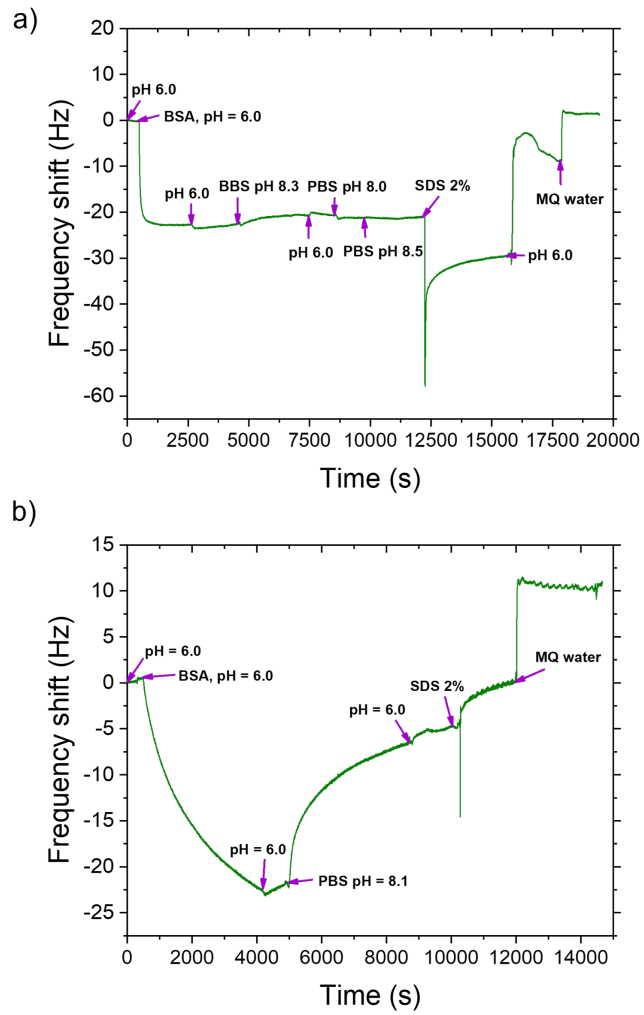 a)
20
10
0
-10
-20
-30
-40
-50
-60
Frequency shift (Hz)
pH 6.0
BSA, pH = 6.0
pH 6.0
BBS pH 8.3
PBS pH 8.0
SDS 2%
pH 6.0
PBS pH 8.5
pH 6.0
MQ water
0 2500 5000 7500 10000 12500 15000 17500 20000
Time (s)
b)
15
10
5
0
-5
-10
-15
-20
-25
Frequency shift (Hz)
pH = 6.0
BSA, pH = 6.0
MQ water
SDS 2%
pH = 6.0
pH = 6.0
PBS pH = 8.1
0 2000 4000 6000 8000 10000 12000 14000
Time (s)